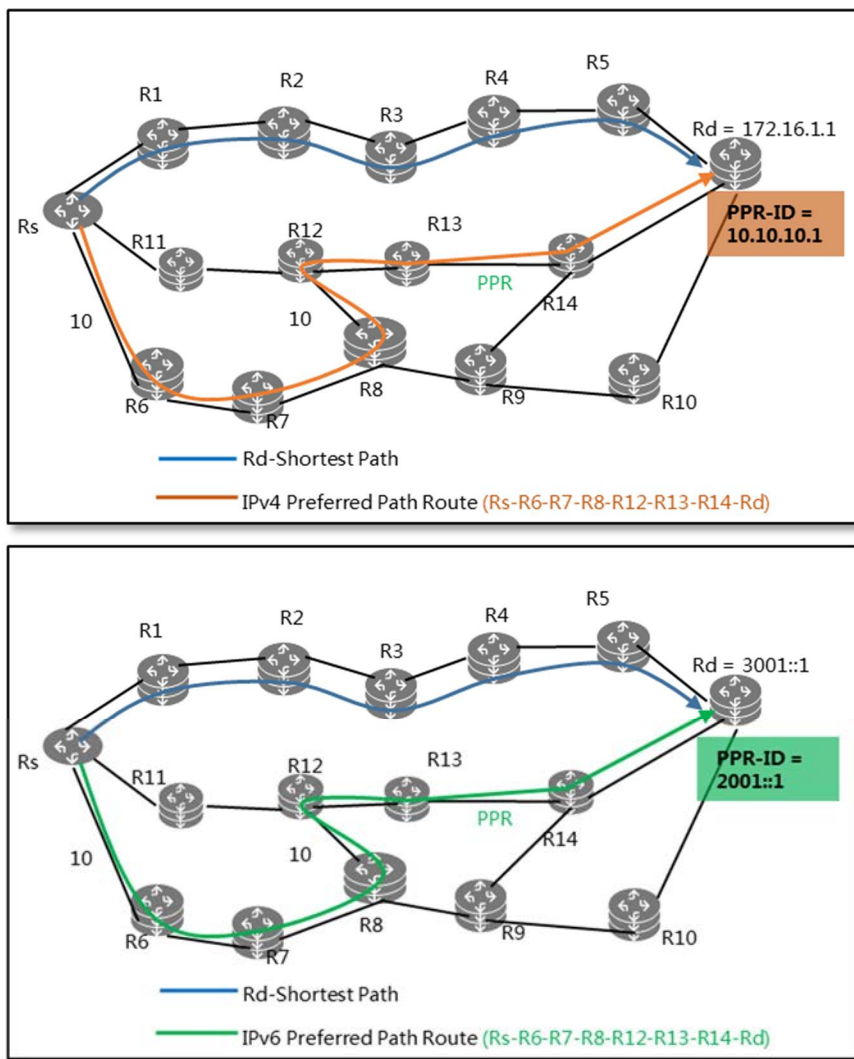 R1
R2
R3
R4
R5
Rd = 172.16.1.1
Rs
R11
R12
R13
PPR-ID =
10.10.10.1
PPR
R14
10
10
R6
R7
R8
R9
R10
Rd-Shortest Path
IPv4 Preferred Path Route (Rs-R6-R7-R8-R12-R13-R14-Rd)
R1
R2
R3
R4
R5
Rd = 3001::1
Rs
R11
R12
R13
PPR-ID =
2001::1
PPR
R14
10
10
R6
R7
R8
R9
R10
Rd-Shortest Path
IPv6 Preferred Path Route (Rs-R6-R7-R8-R12-R13-R14-Rd)